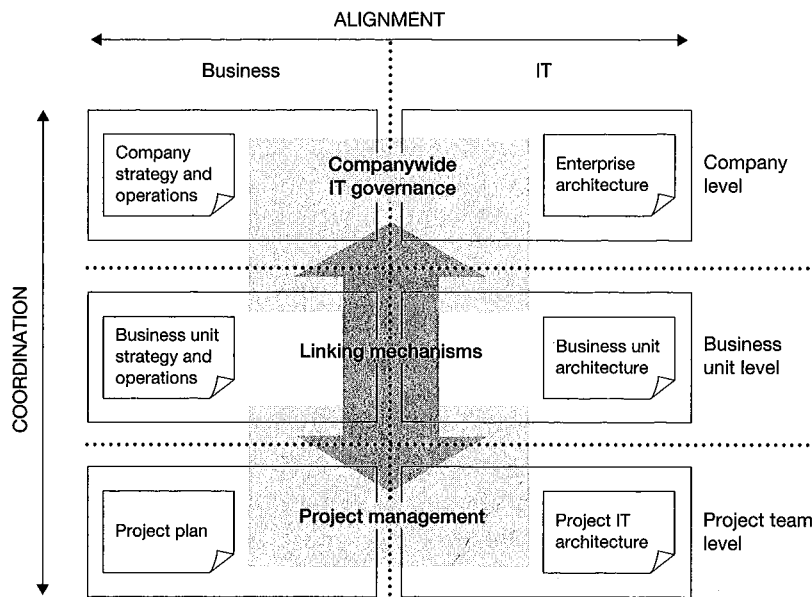 ALIGNMENT
Business
IT
COORDINATION
Company
strategy and
operations
Companywide
IT governance
Enterprise
architecture
Company
level
Business unit
strategy and
operations
Linking mechanisms
Business unit
architecture
Business
unit level
Project plan
Project management
Project IT
architecture
Project team
level